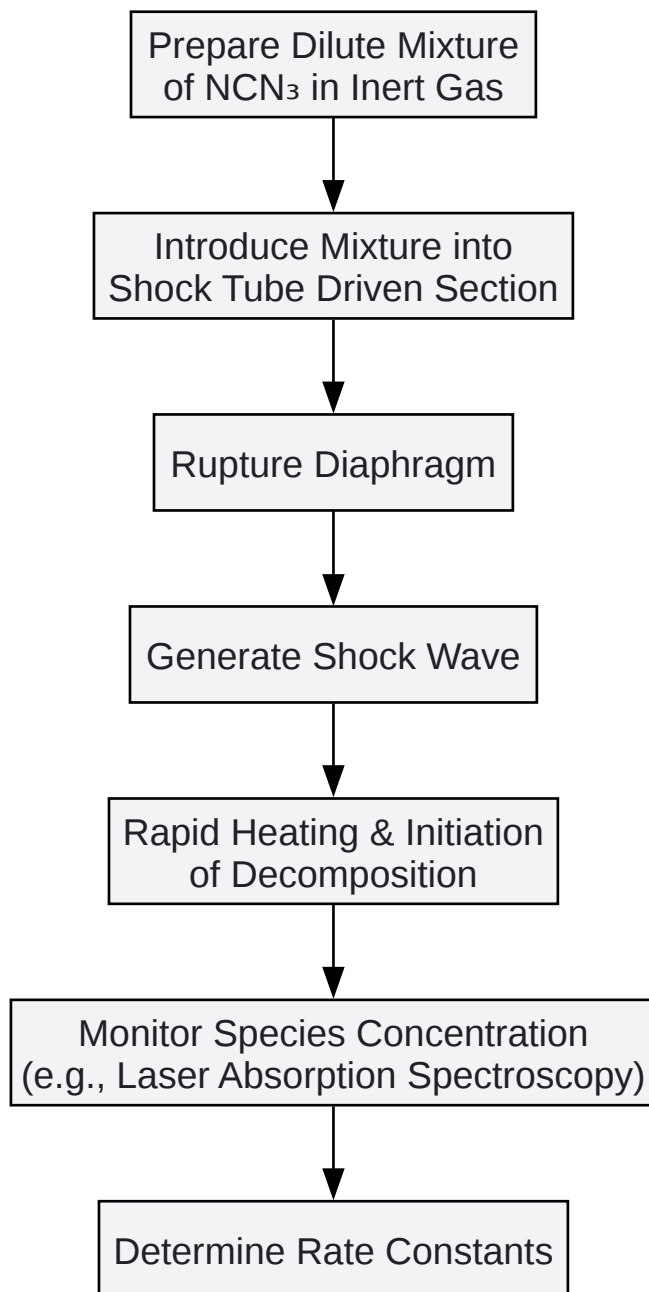 Prepare Dilute Mixture
of NCN₃ in Inert Gas
Introduce Mixture into
Shock Tube Driven Section
Rupture Diaphragm
Generate Shock Wave
Rapid Heating & Initiation
of Decomposition
Monitor Species Concentration
(e.g., Laser Absorption Spectroscopy)
Determine Rate Constants